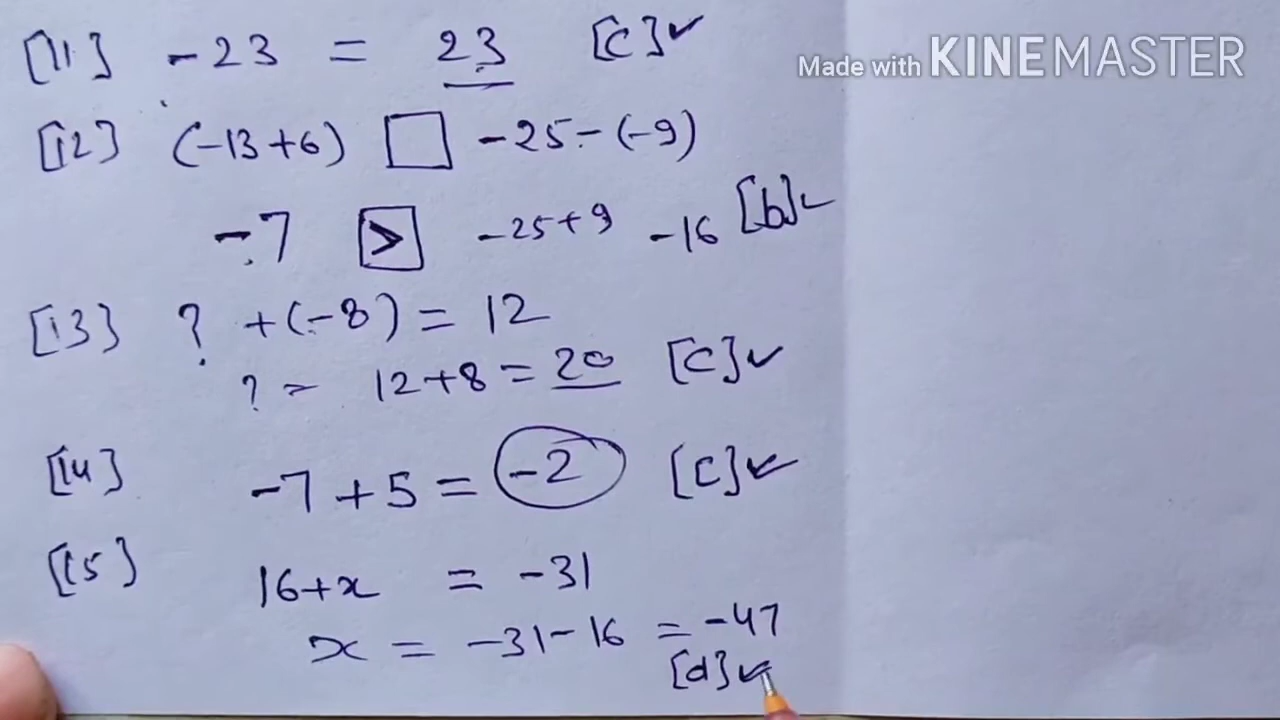 [11] -23 = 23 [C]✓
Made with KINEMASTER
[12] (-13+6) □ -25-(-9)
-7 > -25+9 -16 [b]✓
[13] ? +(-8) = 12
? = 12+8 = 20 [C]✓
[14] -7+5 = -2 [C]✓
[15] 16+x = -31
x = -31-16 = -47
[d]✓